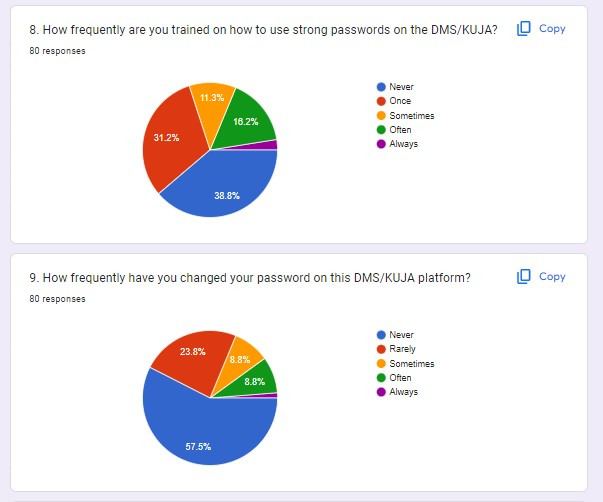 8. How frequently are you trained on how to use strong passwords on the DMS/KUJA?
Copy
80 responses
11.3%
16.2%
31.2%
38.8%
Never
Once
Sometimes
Often
Always
9. How frequently have you changed your password on this DMS/KUJA platform?
Copy
80 responses
23.8%
8.8%
8.8%
57.5%
Never
Rarely
Sometimes
Often
Always